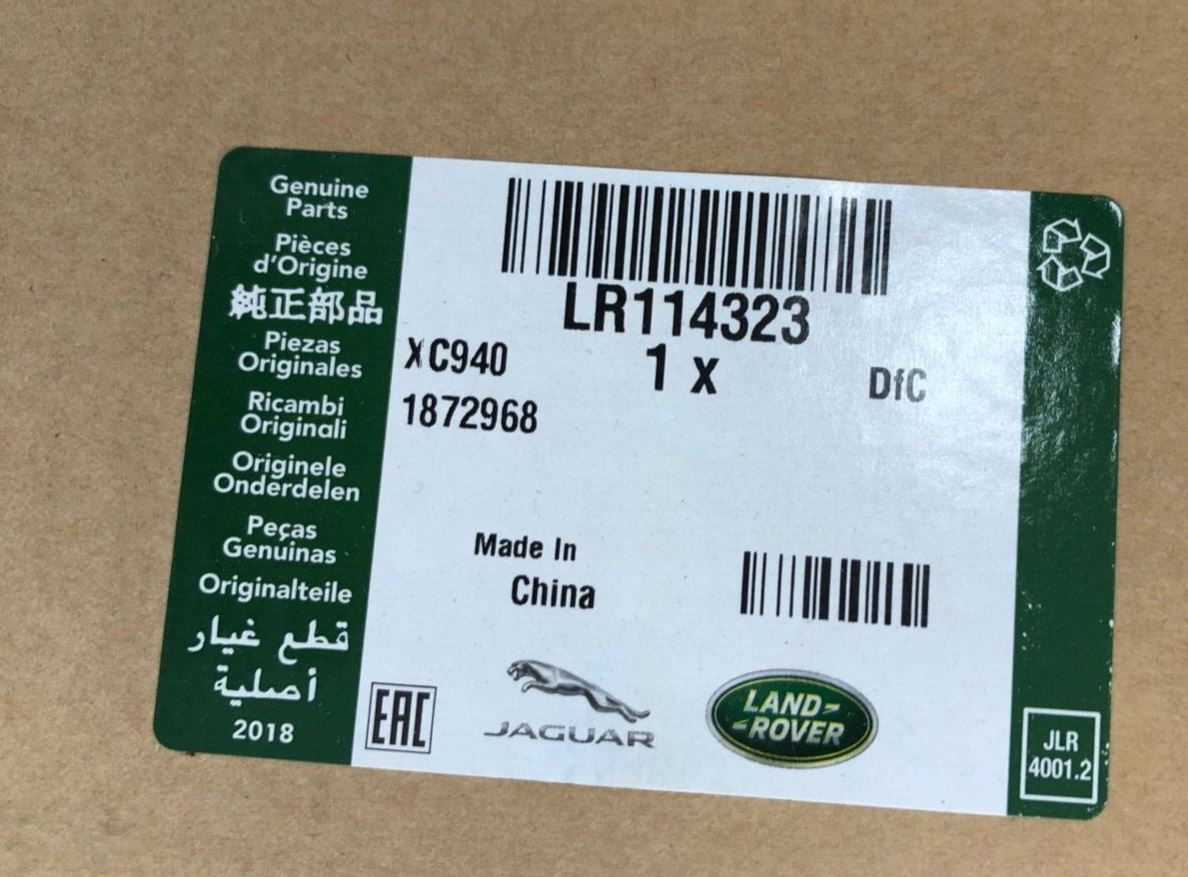 Genuine
Parts
Pièces
d'Origine
純正部品
Piezas
Originales
Ricambi
Originali
Originele
Onderdelen
Peças
Genuinas
Originalteile
قطع غيار
أصلية
2018
LR114323
XC940
1 x
DfC
1872968
Made In
China
EAC
JAGUAR
LAND-
-ROVER
JLR
4001.2